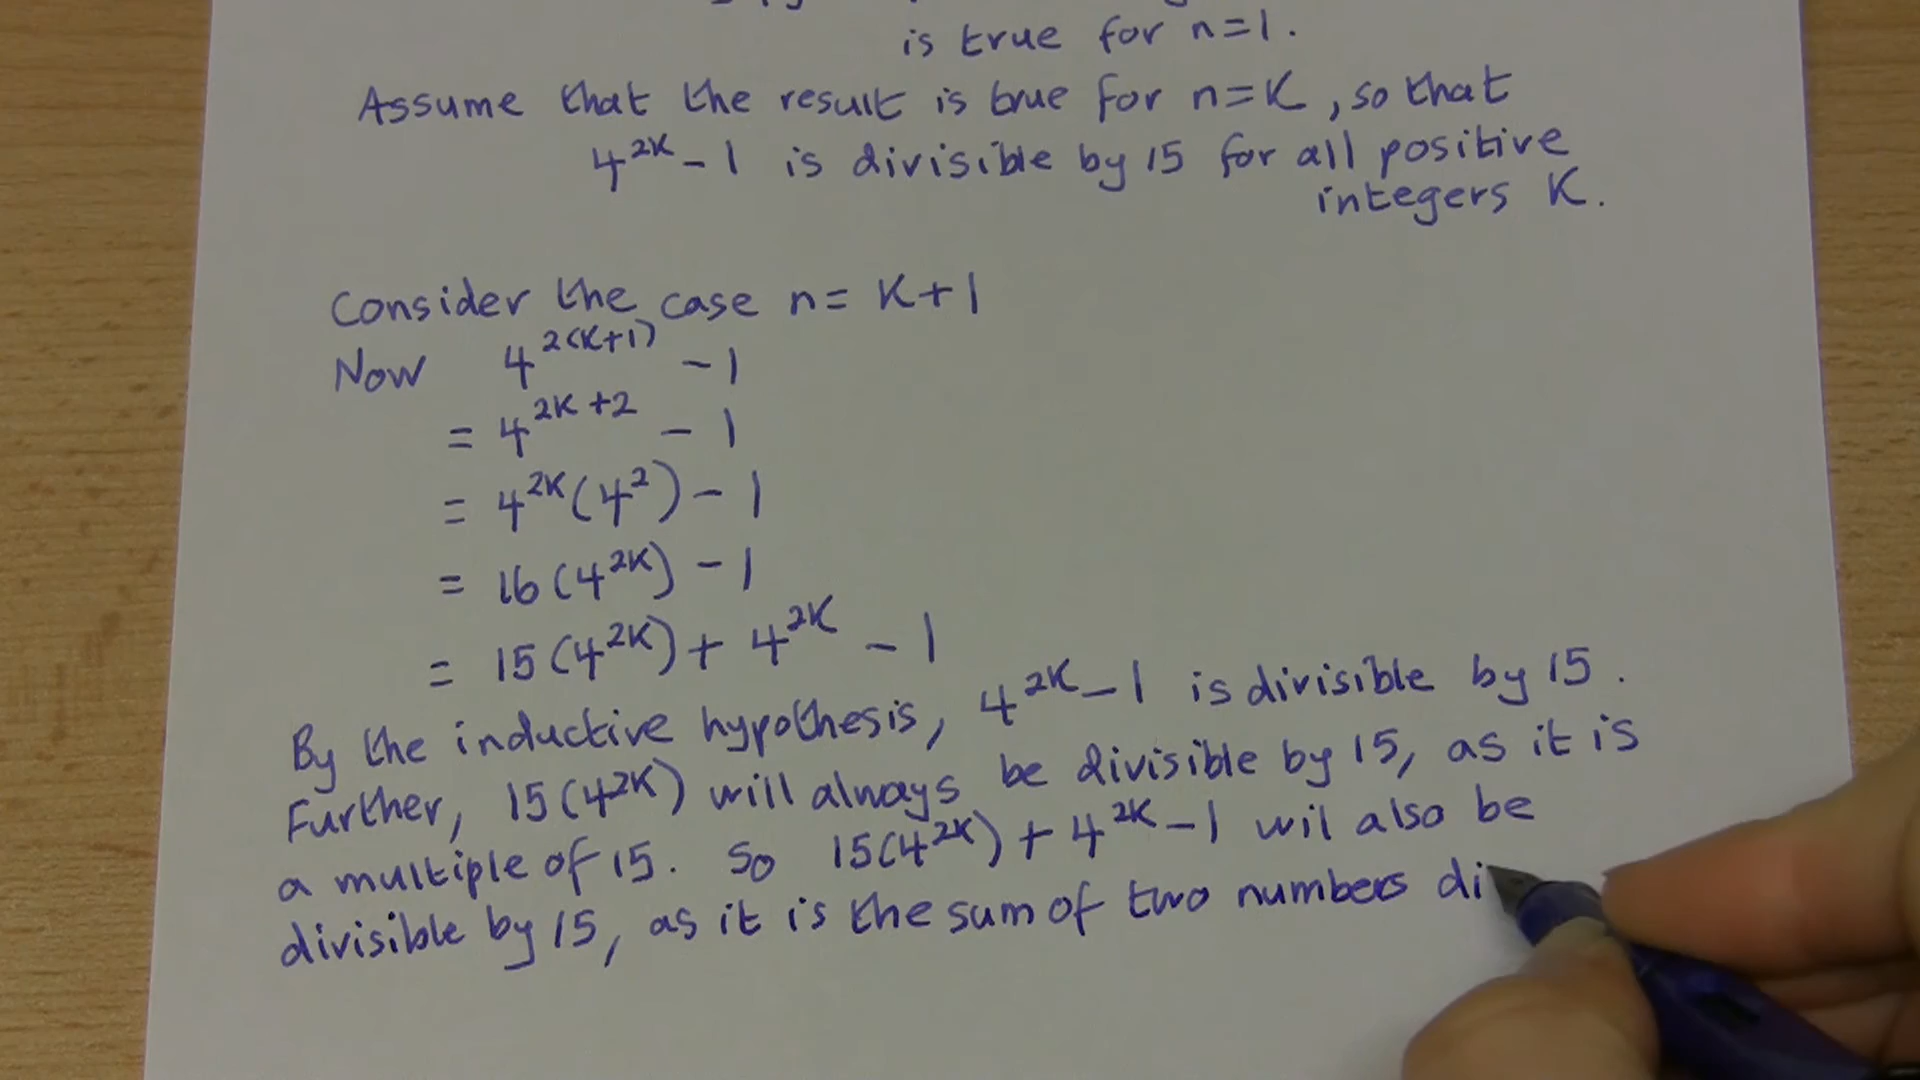 is true for n=1.
Assume that the result is true for n=K, so that
4^{2K} - 1 is divisible by 15 for all positive
integers K.
Consider the case n= K+1
Now 4^{2(K+1)} - 1
= 4^{2K+2} - 1
= 4^{2K}(4^2) - 1
= 16(4^{2K}) - 1
= 15(4^{2K}) + 4^{2K} - 1
By the inductive hypothesis, 4^{2K} - 1 is divisible by 15.
Further, 15(4^{2K}) will always be divisible by 15, as it is
a multiple of 15. So 15(4^{2K}) + 4^{2K} - 1 wil also be
divisible by 15, as it is the sum of two numbers di